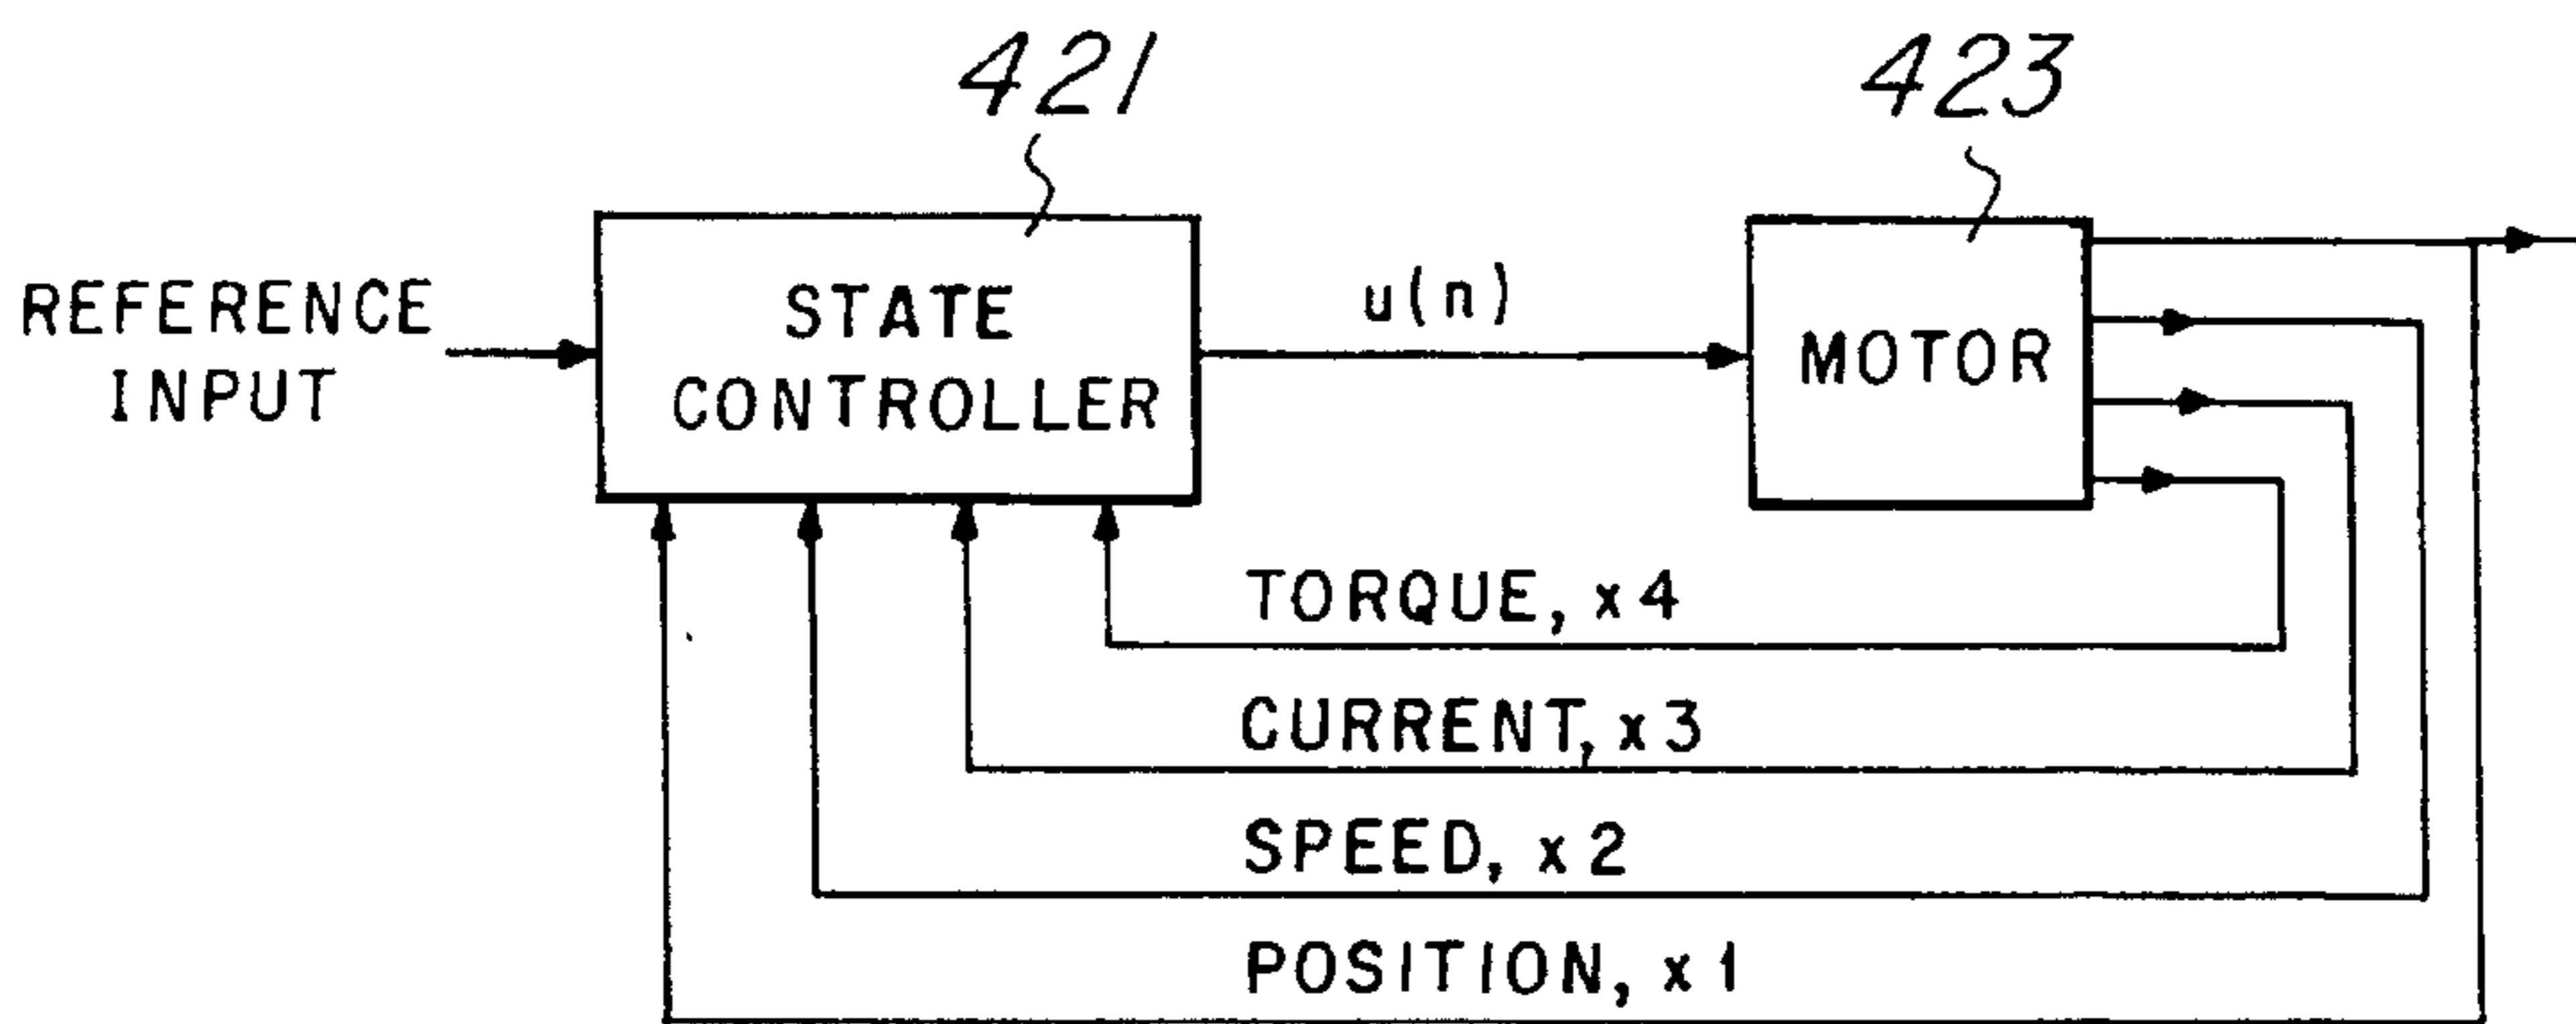 421
423
REFERENCE
INPUT
STATE
CONTROLLER
u(n)
MOTOR
TORQUE, x4
CURRENT, x3
SPEED, x2
POSITION, x1